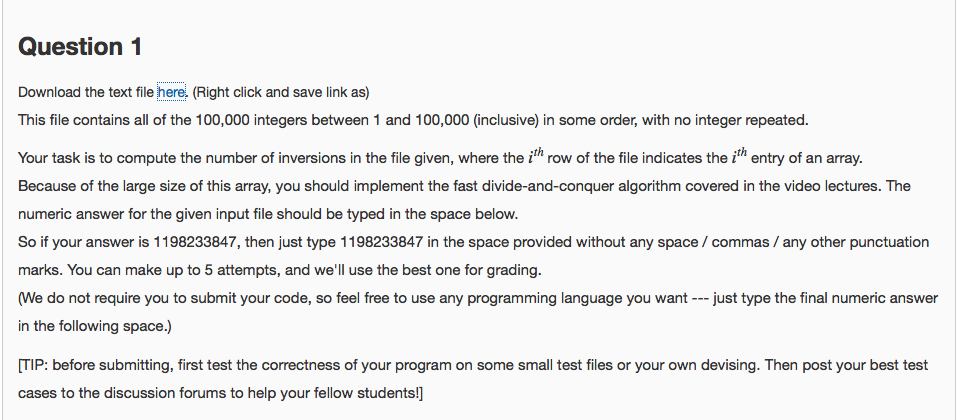 Question 1
Download the text file here. (Right click and save link as)
This file contains all of the 100,000 integers between 1 and 100,000 (inclusive) in some order, with no integer repeated.
Your task is to compute the number of inversions in the file given, where the i^th row of the file indicates the i^th entry of an array.
Because of the large size of this array, you should implement the fast divide-and-conquer algorithm covered in the video lectures. The
numeric answer for the given input file should be typed in the space below.
So if your answer is 1198233847, then just type 1198233847 in the space provided without any space / commas / any other punctuation
marks. You can make up to 5 attempts, and we'll use the best one for grading.
(We do not require you to submit your code, so feel free to use any programming language you want --- just type the final numeric answer
in the following space.)
[TIP: before submitting, first test the correctness of your program on some small test files or your own devising. Then post your best test
cases to the discussion forums to help your fellow students!]